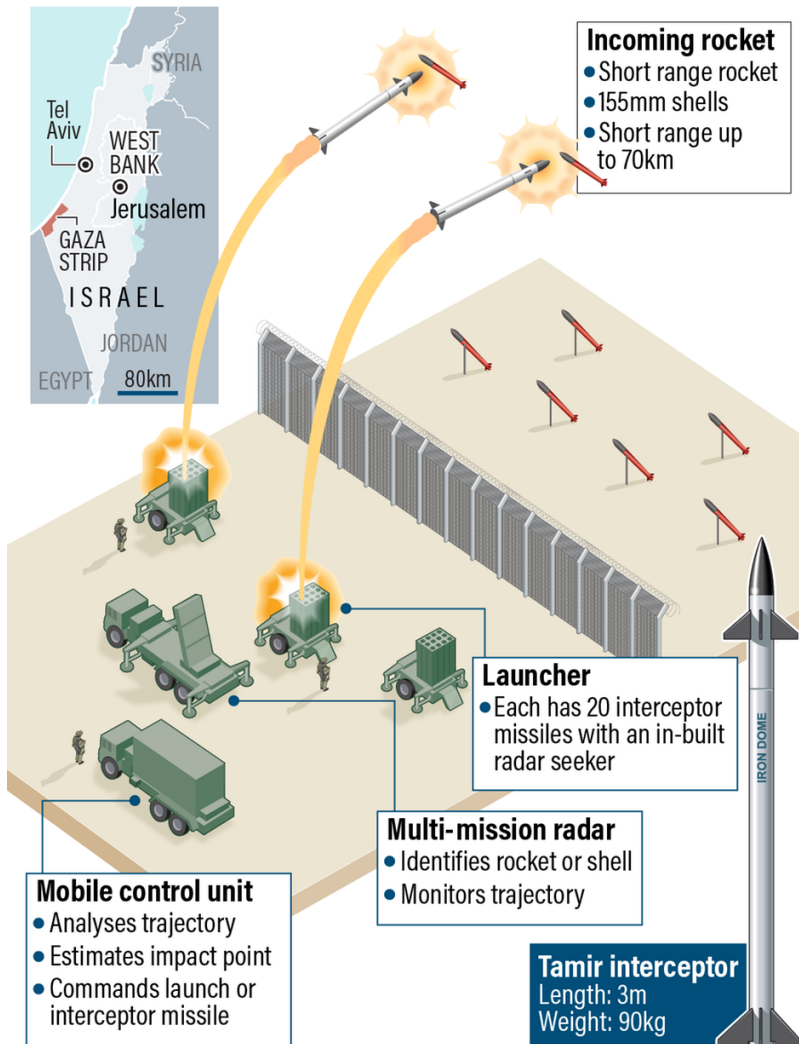 SYRIA
Tel
Aviv
WEST
BANK
Jerusalem
GAZA
STRIP
ISRAEL
JORDAN
EGYPT
80km
Incoming rocket
• Short range rocket
• 155mm shells
• Short range up
to 70km
Launcher
• Each has 20 interceptor
missiles with an in-built
radar seeker
Multi-mission radar
• Identifies rocket or shell
• Monitors trajectory
Mobile control unit
• Analyses trajectory
• Estimates impact point
• Commands launch or
interceptor missile
IRON DOME
Tamir interceptor
Length: 3m
Weight: 90kg